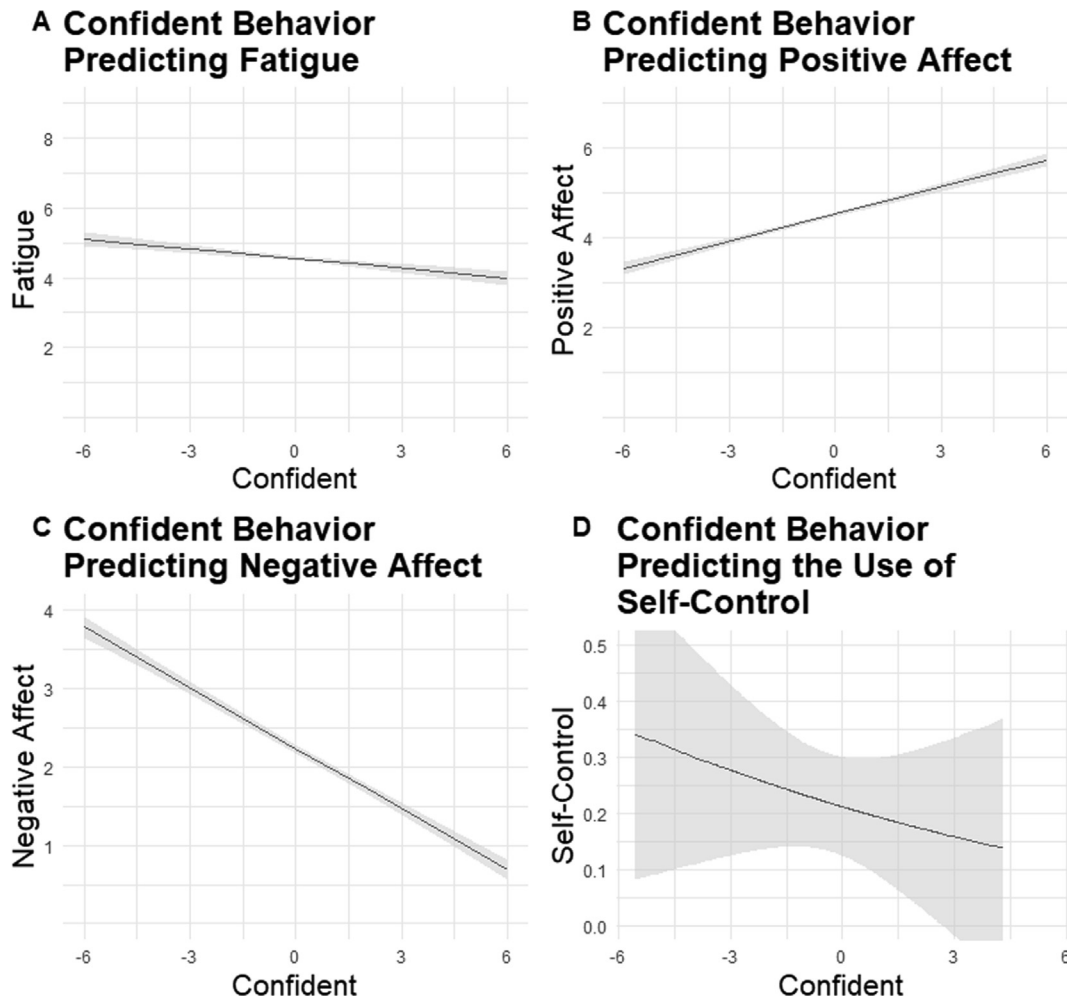 A Confident Behavior
Predicting Fatigue
8
6
4
2
Fatigue
-6 -3 0 3 6
Confident
B Confident Behavior
Predicting Positive Affect
6
4
2
Positive Affect
-6 -3 0 3 6
Confident
C Confident Behavior
Predicting Negative Affect
4
3
2
1
Negative Affect
-6 -3 0 3 6
Confident
D Confident Behavior
Predicting the Use of
Self-Control
0.5
0.4
0.3
0.2
0.1
0.0
Self-Control
-6 -3 0 3 6
Confident